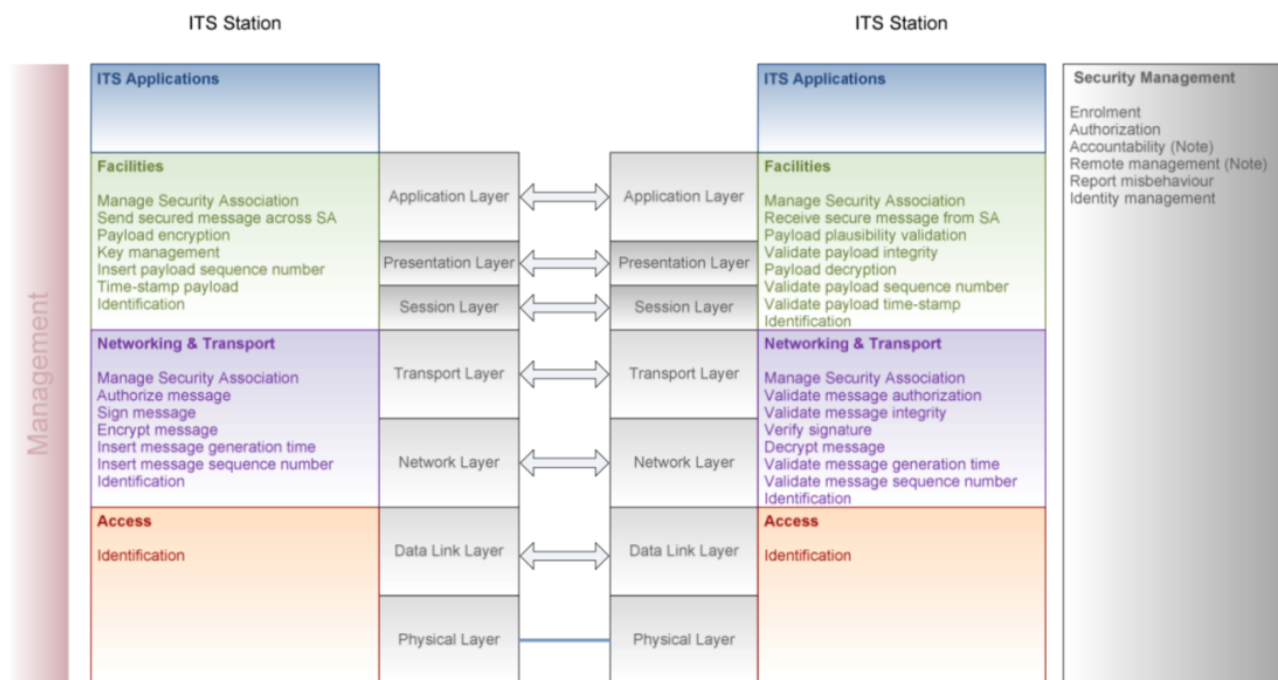 ITS Station
ITS Station
Management
ITS Applications
Facilities
Manage Security Association
Send secured message across SA
Payload encryption
Key management
Insert payload sequence number
Time-stamp payload
Identification
Networking & Transport
Manage Security Association
Authorize message
Sign message
Encrypt message
Insert message generation time
Insert message sequence number
Identification
Access
Identification
Application Layer
Presentation Layer
Session Layer
Transport Layer
Network Layer
Data Link Layer
Physical Layer
Application Layer
Presentation Layer
Session Layer
Transport Layer
Network Layer
Data Link Layer
Physical Layer
ITS Applications
Facilities
Manage Security Association
Receive secure message from SA
Payload plausibility validation
Validate payload integrity
Payload decryption
Validate payload sequence number
Validate payload time-stamp
Identification
Networking & Transport
Manage Security Association
Validate message authorization
Validate message integrity
Verify signature
Decrypt message
Validate message generation time
Validate message sequence number
Identification
Access
Identification
Security Management
Enrolment
Authorization
Accountability (Note)
Remote management (Note)
Report misbehaviour
Identity management